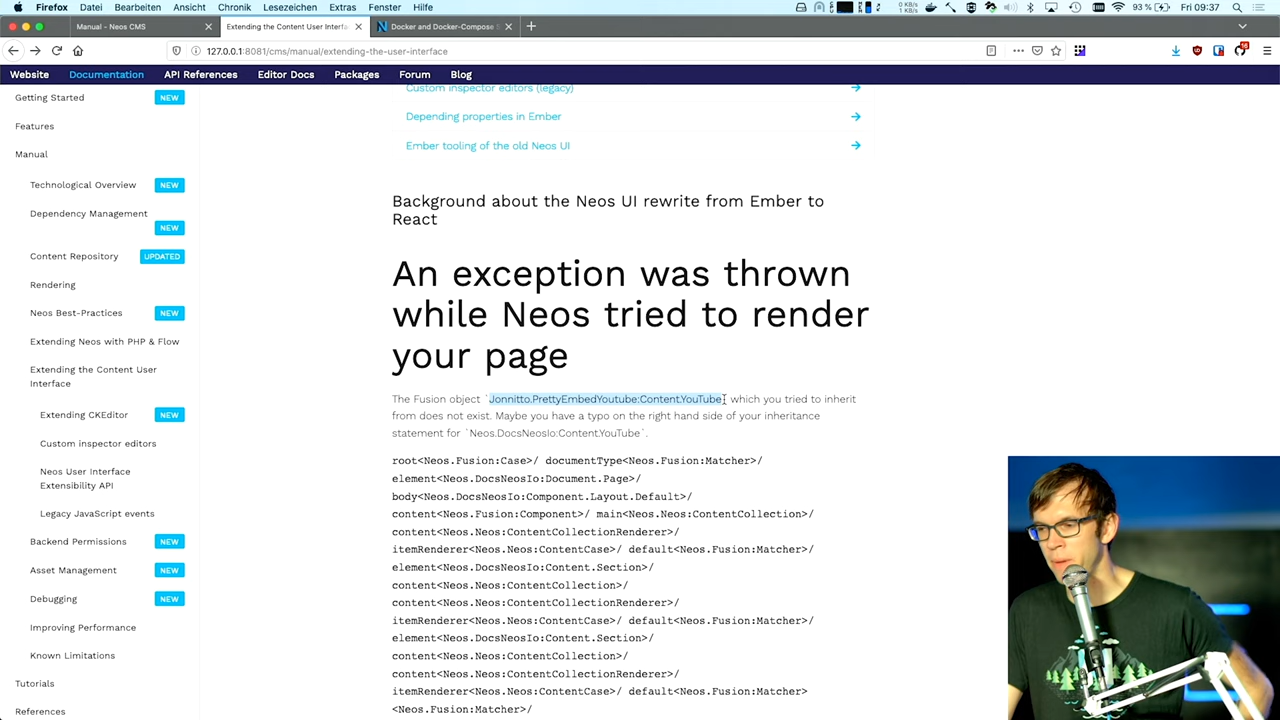 Firefox Datei Bearbeiten Ansicht Chronik Lesezeichen Extras Fenster Hilfe 93 % Fr 09:37
Manual - Neos CMS
Extending the Content User Interfa
Docker and Docker-Compose
127.0.0.1:8081/cms/manual/extending-the-user-interface
Website Documentation API References Editor Docs Packages Forum Blog
Getting Started NEW
Features
Manual
Technological Overview NEW
Dependency Management
NEW
Content Repository UPDATED
Rendering
Neos Best-Practices NEW
Extending Neos with PHP & Flow
Extending the Content User
Interface
Extending CKEditor NEW
Custom inspector editors
Neos User Interface
Extensibility API
Legacy JavaScript events
Backend Permissions NEW
Asset Management NEW
Debugging NEW
Improving Performance
Known Limitations
Tutorials
References
Custom inspector editors (legacy)
Depending properties in Ember
Ember tooling of the old Neos UI
Background about the Neos UI rewrite from Ember to
React
An exception was thrown
while Neos tried to render
your page
The Fusion object `Jonnitto.PrettyEmbedYoutube:Content.YouTube` which you tried to inherit
from does not exist. Maybe you have a typo on the right hand side of your inheritance
statement for `Neos.DocsNeosIo:Content.YouTube`.
root<Neos.Fusion:Case>/ documentType<Neos.Fusion:Matcher>/
element<Neos.DocsNeosIo:Document.Page>/
body<Neos.DocsNeosIo:Component.Layout.Default>/
content<Neos.Fusion:Component>/ main<Neos.Neos:ContentCollection>/
content<Neos.Neos:ContentCollectionRenderer>/
itemRenderer<Neos.Neos:ContentCase>/ default<Neos.Fusion:Matcher>/
element<Neos.DocsNeosIo:Content.Section>/
content<Neos.Neos:ContentCollection>/
content<Neos.Neos:ContentCollectionRenderer>/
itemRenderer<Neos.Neos:ContentCase>/ default<Neos.Fusion:Matcher>/
element<Neos.DocsNeosIo:Content.Section>/
content<Neos.Neos:ContentCollection>/
content<Neos.Neos:ContentCollectionRenderer>/
itemRenderer<Neos.Neos:ContentCase>/ default<Neos.Fusion:Matcher>
<Neos.Fusion:Matcher>/